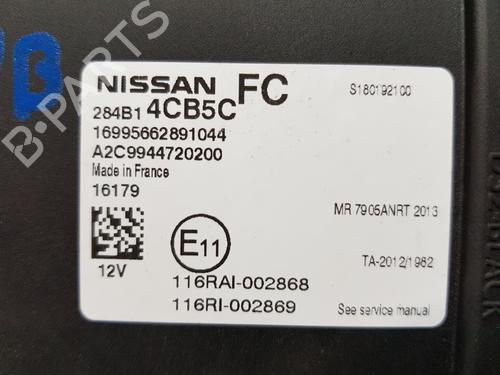 NISSAN FC
284B1 4CB5C
S180192100
16995662891044
A2C9944720200
Made in France
16179
MR 7905ANRT 2013
E11
TA-2012/1982
12V
116RAI-002868
116RI-002869
See service manual
B-PARTS